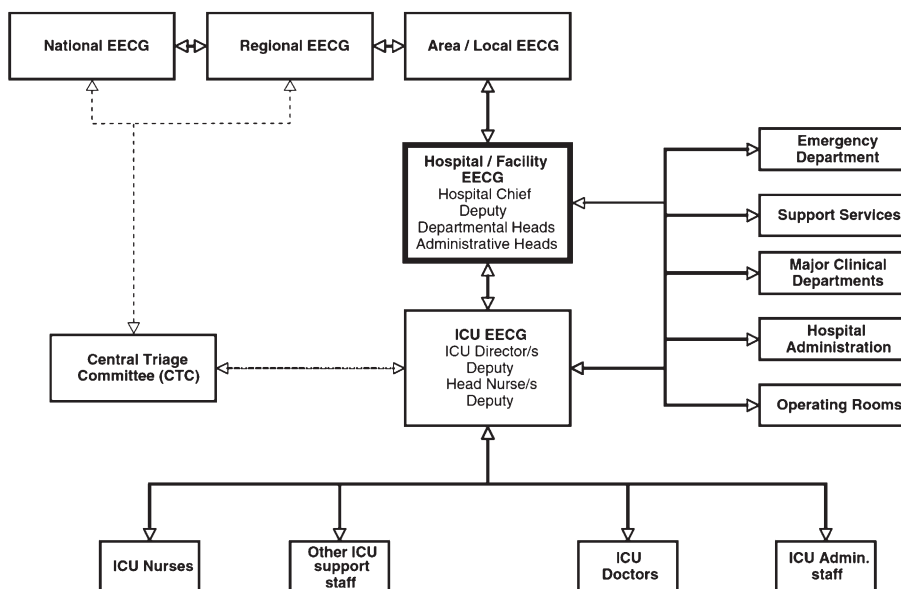 National EECG
Regional EECG
Area / Local EECG
Hospital / Facility
EECG
Hospital Chief
Deputy
Departmental Heads
Administrative Heads
Emergency
Department
Support Services
Major Clinical
Departments
Hospital
Administration
Operating Rooms
Central Triage
Committee (CTC)
ICU EECG
ICU Director/s
Deputy
Head Nurse/s
Deputy
ICU Nurses
Other ICU
support
staff
ICU
Doctors
ICU Admin.
staff